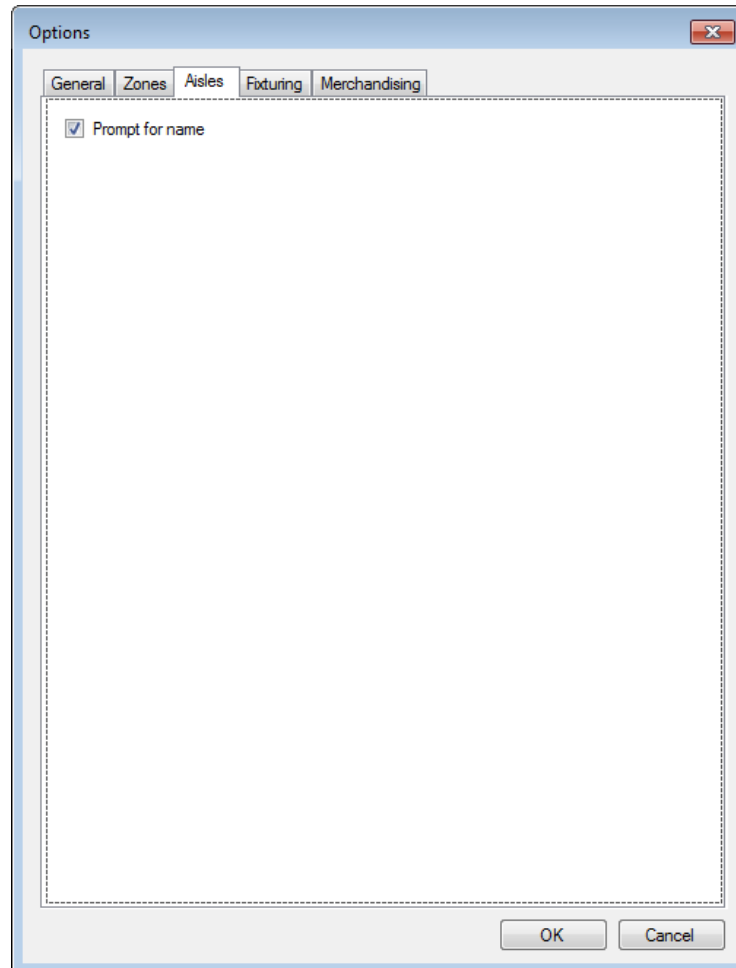 Options
General Zones Aisles Fixturing Merchandising
Prompt for name
OK Cancel